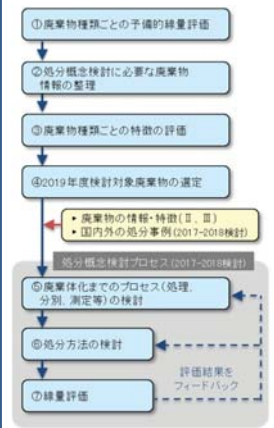 ①廃棄物種類ごとの予備的線量評価
②処分概念検討に必要な廃棄物
情報の整理
③廃棄物種類ごとの特徴の評価
④2019年度検討対象廃棄物の選定
・廃棄物の情報・特徴(Ⅱ, Ⅲ)
・国内外の処分事例(2017-2018検討)
処分概念検討プロセス(2017-2018検討)
⑤廃棄体化までのプロセス(処理,
分別, 測定等)の検討
⑥処分方法の検討
評価結果を
フィードバック
⑦線量評価